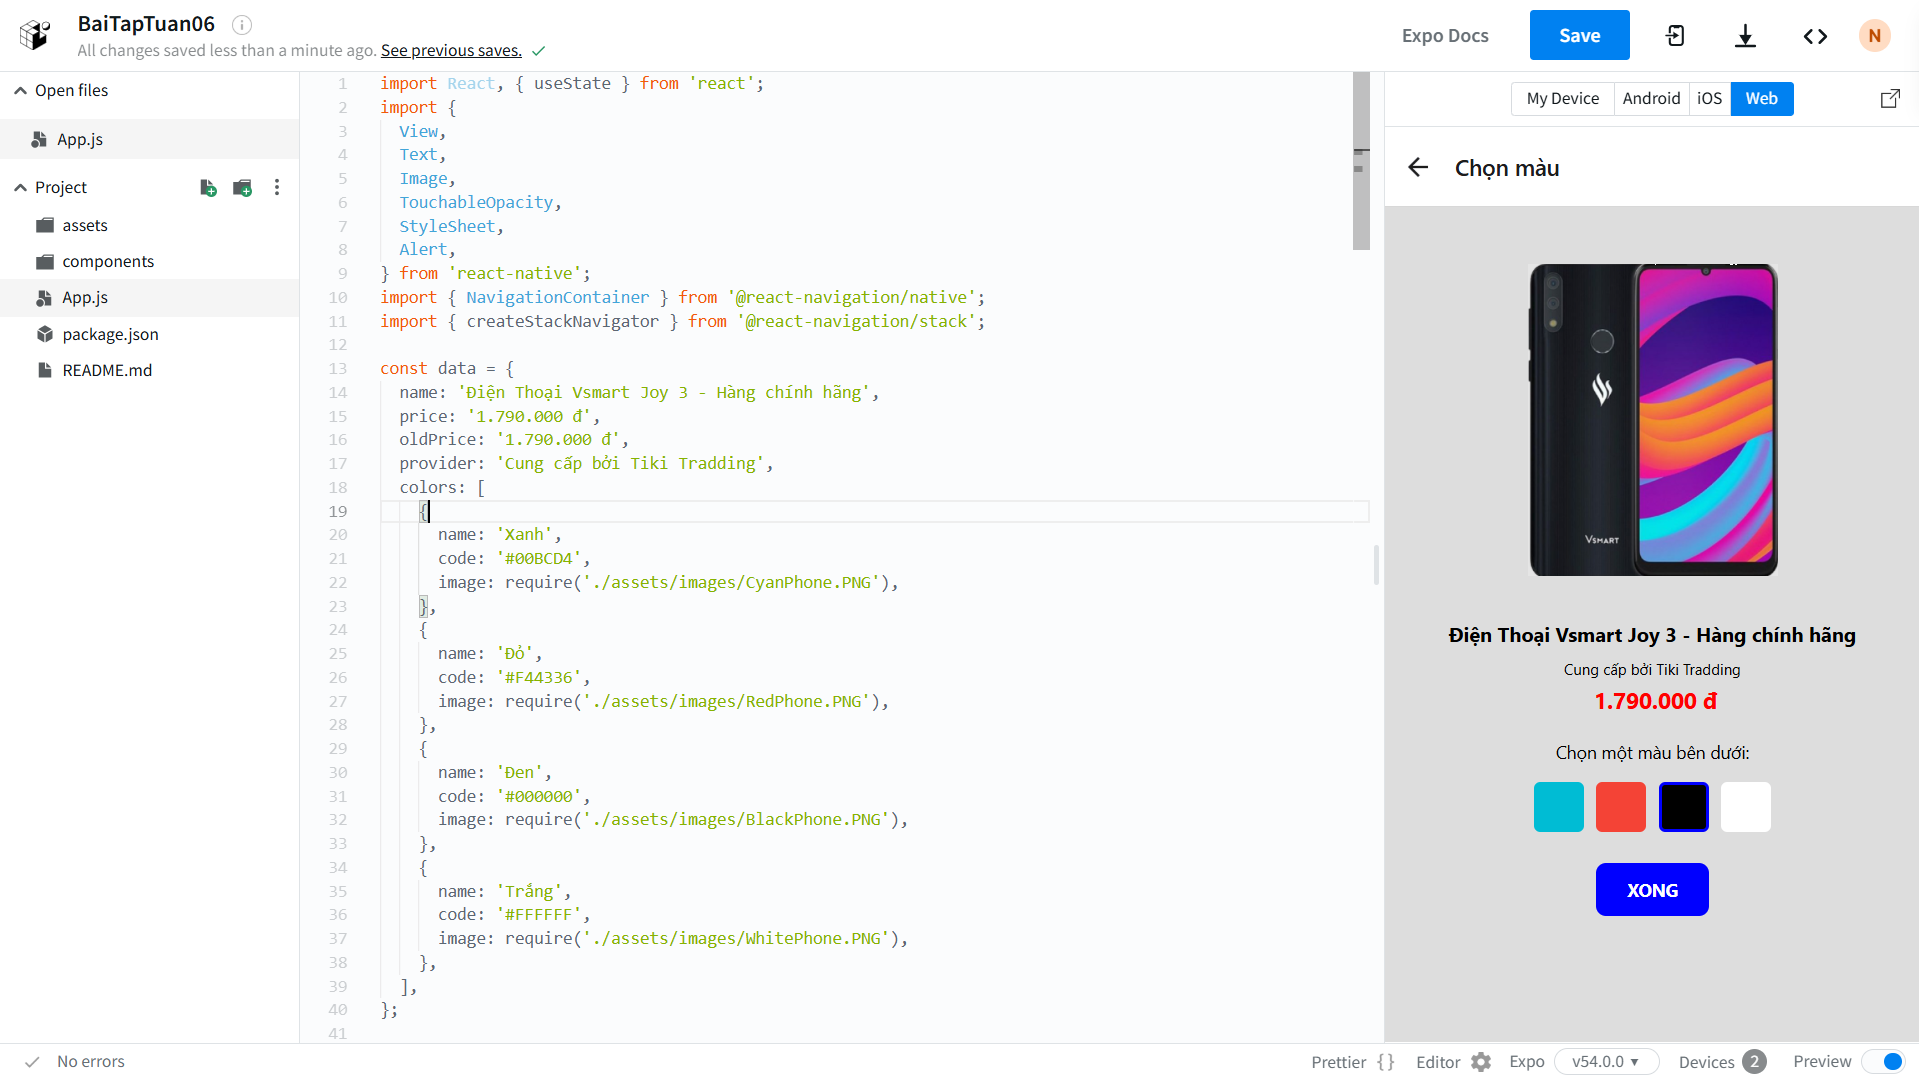 BaiTapTuan06
All changes saved less than a minute ago. See previous saves.
Expo Docs
Save
N
Open files
App.js
Project
assets
components
App.js
package.json
README.md
1 import React, { useState } from 'react';
2 import {
3 View,
4 Text,
5 Image,
6 TouchableOpacity,
7 StyleSheet,
8 Alert,
9 } from 'react-native';
10 import { NavigationContainer } from '@react-navigation/native';
11 import { createStackNavigator } from '@react-navigation/stack';
12
13 const data = {
14 name: 'Điện Thoại Vsmart Joy 3 - Hàng chính hãng',
15 price: '1.790.000 đ',
16 oldPrice: '1.790.000 đ',
17 provider: 'Cung cấp bởi Tiki Tradding',
18 colors: [
19 {
20 name: 'Xanh',
21 code: '#00BCD4',
22 image: require('./assets/images/CyanPhone.PNG'),
23 },
24 {
25 name: 'Đỏ',
26 code: '#F44336',
27 image: require('./assets/images/RedPhone.PNG'),
28 },
29 {
30 name: 'Đen',
31 code: '#000000',
32 image: require('./assets/images/BlackPhone.PNG'),
33 },
34 {
35 name: 'Trắng',
36 code: '#FFFFFF',
37 image: require('./assets/images/WhitePhone.PNG'),
38 },
39 ],
40 };
41
My Device
Android
iOS
Web
Chọn màu
VSMART
Điện Thoại Vsmart Joy 3 - Hàng chính hãng
Cung cấp bởi Tiki Tradding
1.790.000 đ
Chọn một màu bên dưới:
XONG
No errors
Prettier {}
Editor
Expo
v54.0.0
Devices 2
Preview